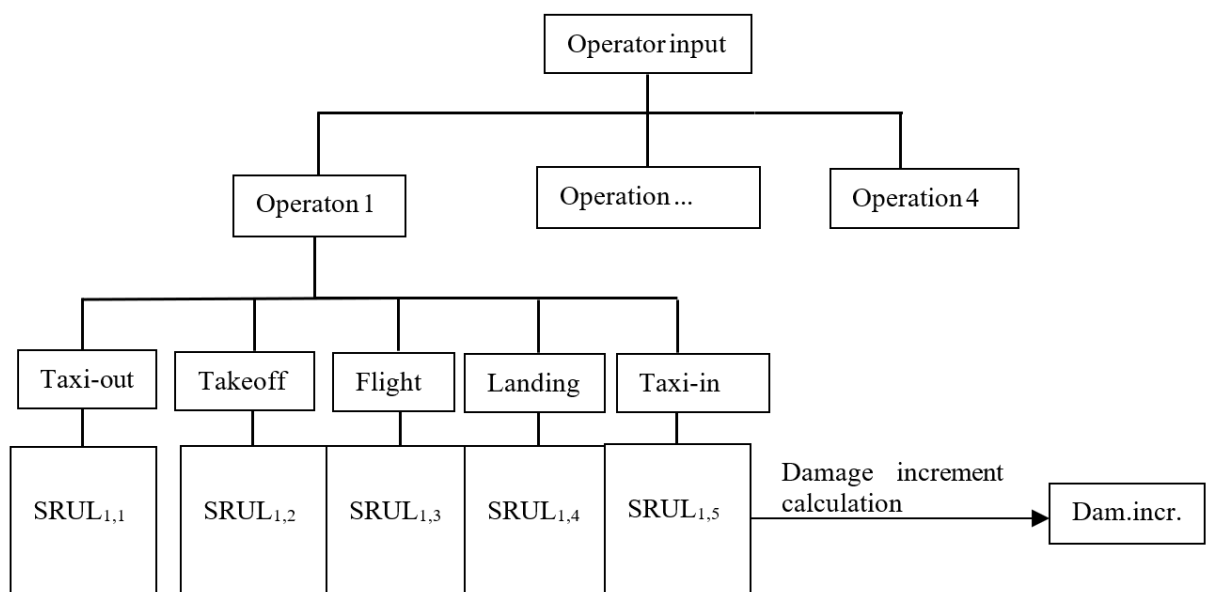 Operator input
Operaton 1
Operation ...
Operation 4
Taxi-out
Takeoff
Flight
Landing
Taxi-in
SRUL1,1
SRUL1,2
SRUL1,3
SRUL1,4
SRUL1,5
Damage increment
calculation
Dam.incr.